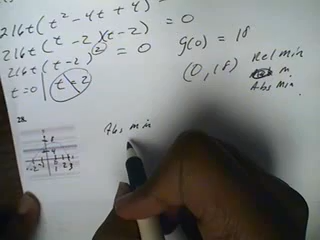 216t(t² - 4t + 4) = 0
216t(t - 2)(t - 2) = 0
216t(t - 2)² = 0
t = 0 | t = 2
g(0) = 18
(0, 18) Rel min
Abs min
28.
Abs min